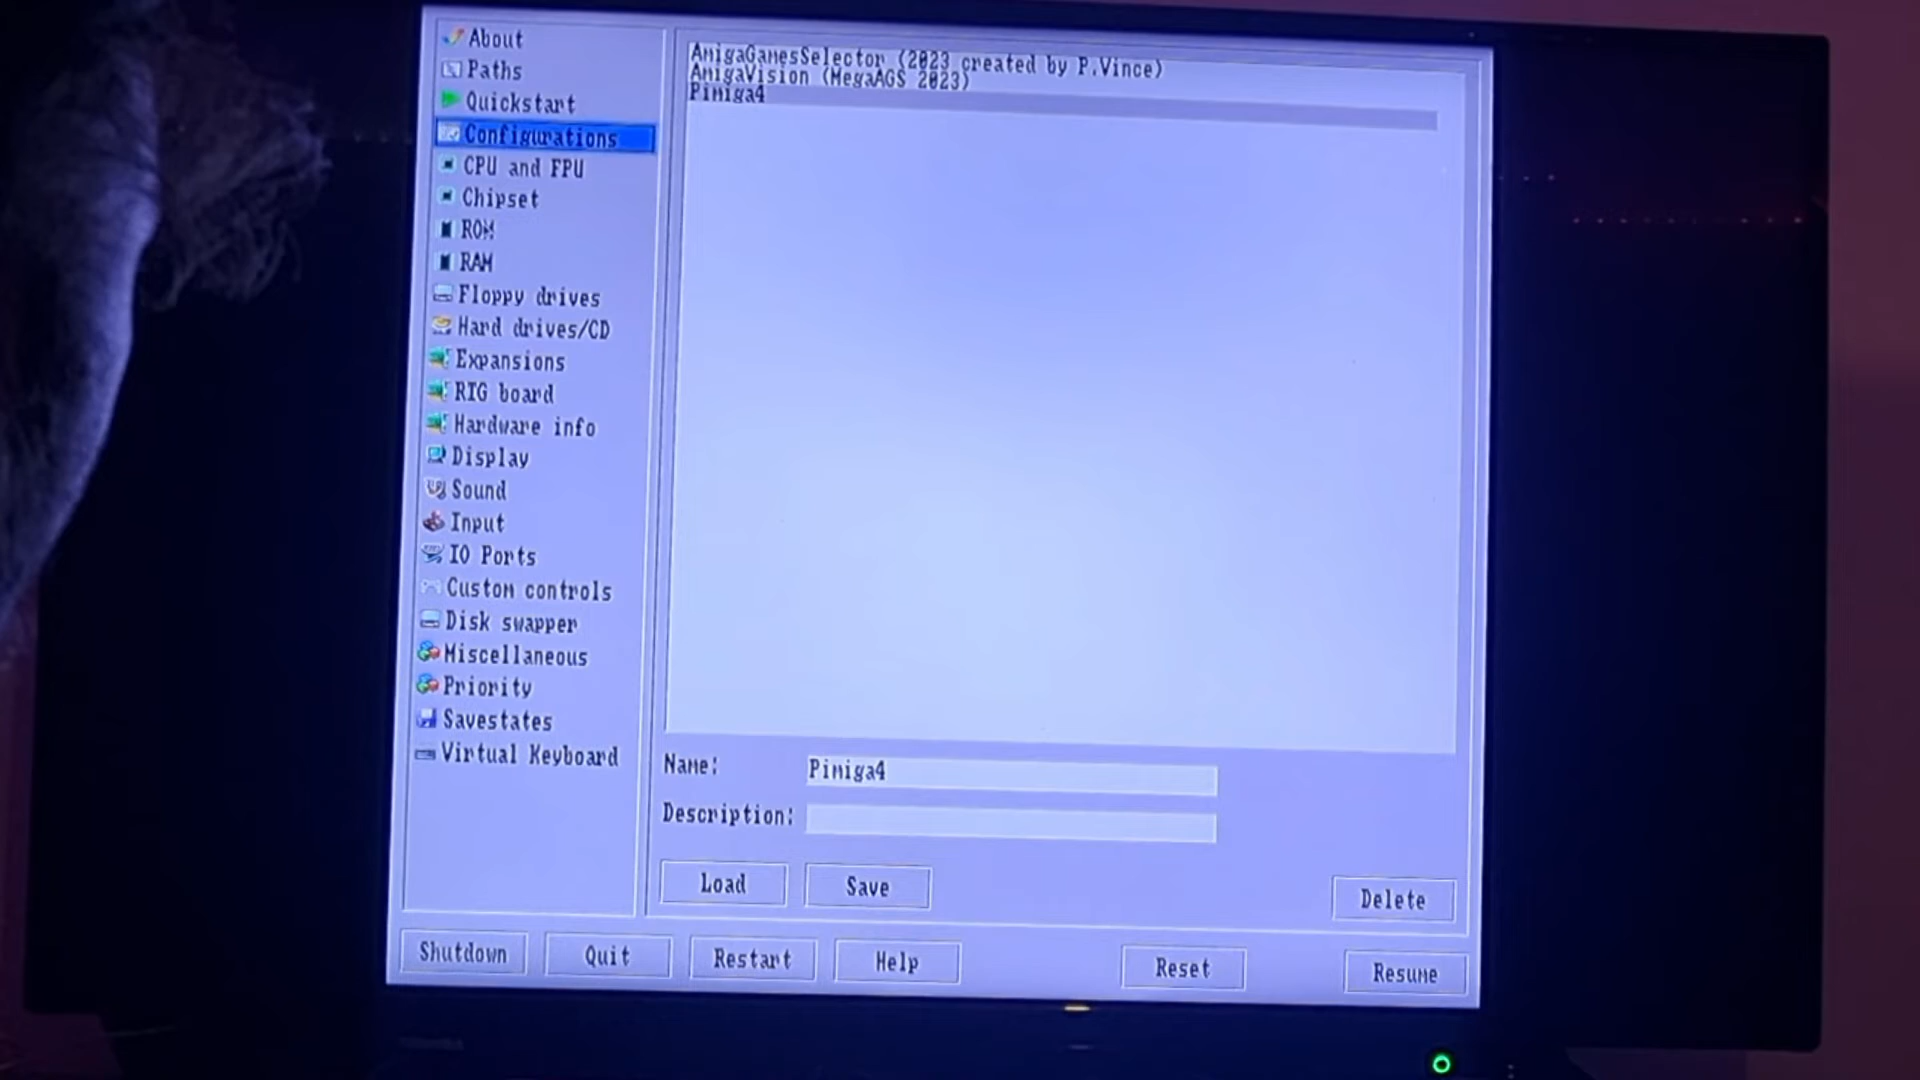 About
Paths
Quickstart
Configurations
CPU and FPU
Chipset
ROM
RAM
Floppy drives
Hard drives/CD
Expansions
RTG board
Hardware info
Display
Sound
Input
IO Ports
Custom controls
Disk swapper
Miscellaneous
Priority
Savestates
Virtual Keyboard
AmigaGamesSelector (2023 created by P.Vince)
AmigaVision (MegaAGS 2023)
Pimiga4
Name: Pimiga4
Description:
Load Save Delete
Shutdown Quit Restart Help Reset Resume